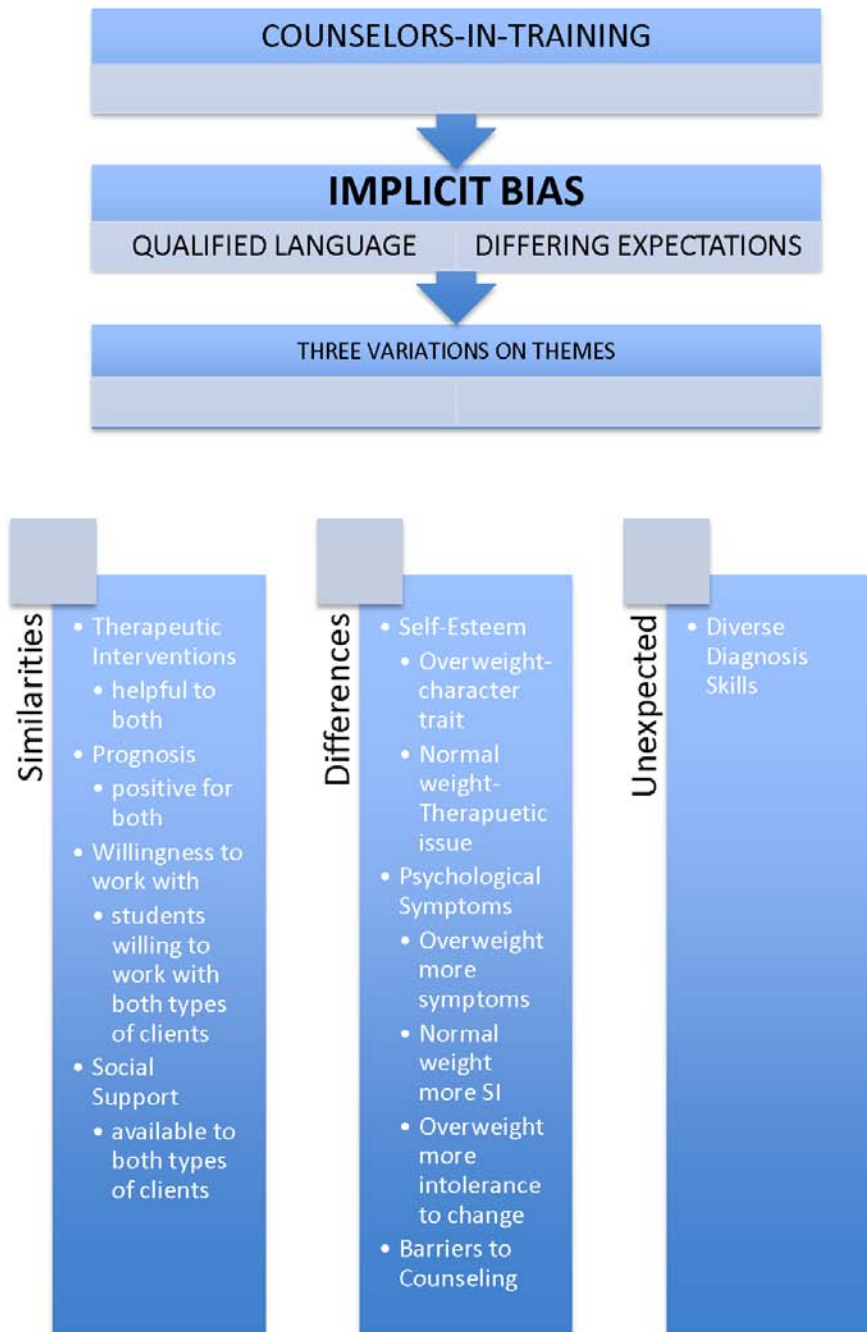 COUNSELORS-IN-TRAINING
IMPLICIT BIAS
QUALIFIED LANGUAGE
DIFFERING EXPECTATIONS
THREE VARIATIONS ON THEMES
Similarities
• Therapeutic
Interventions
• helpful to
both
• Prognosis
• positive for
both
• Willingness to
work with
• students
willing to
work with
both types
of clients
• Social
Support
• available to
both types
of clients
Differences
• Self-Esteem
• Overweight-
character
trait
• Normal
weight-
Therapuetic
issue
• Psychological
Symptoms
• Overweight
more
symptoms
• Normal
weight
more SI
• Overweight
more
intolerance
to change
• Barriers to
Counseling
Unexpected
• Diverse
Diagnosis
Skills